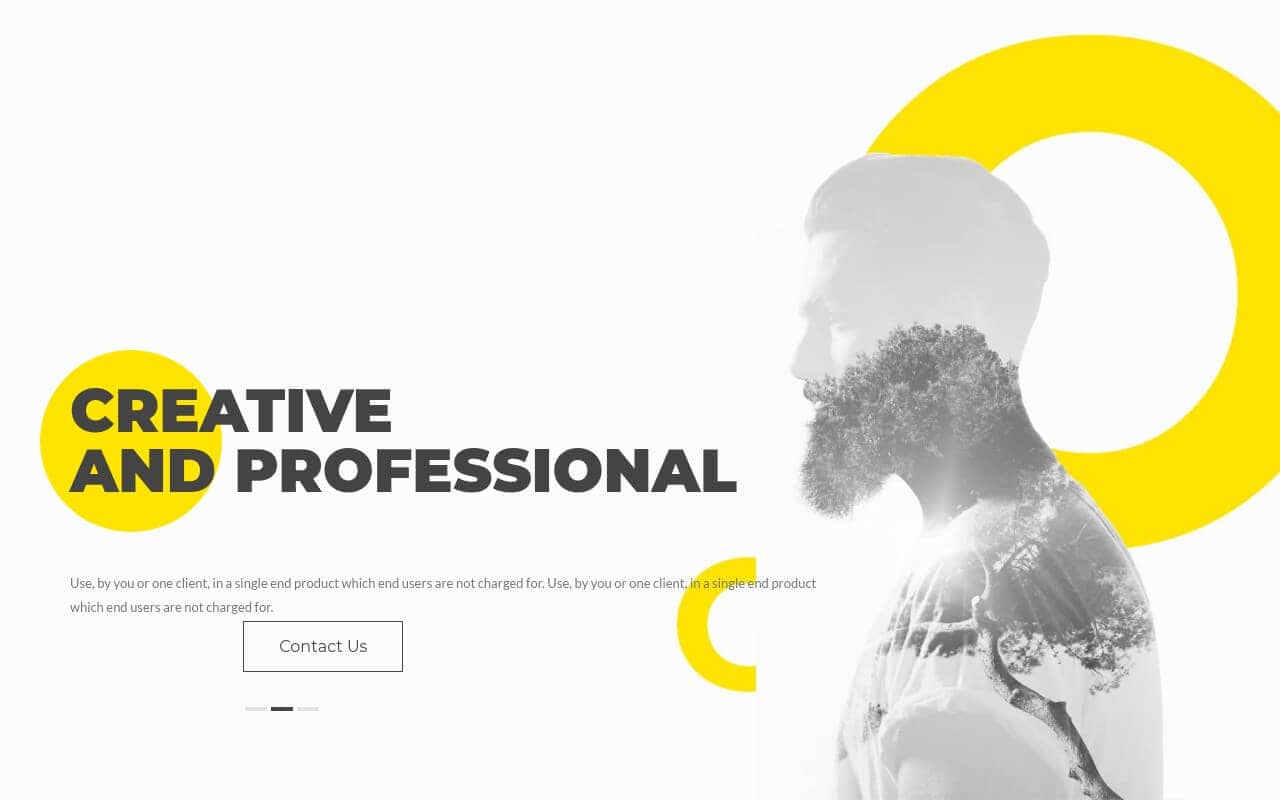 CREATIVE
AND PROFESSIONAL
Use, by you or one client, in a single end product which end users are not charged for. Use, by you or one client, in a single end product
which end users are not charged for.
Contact Us